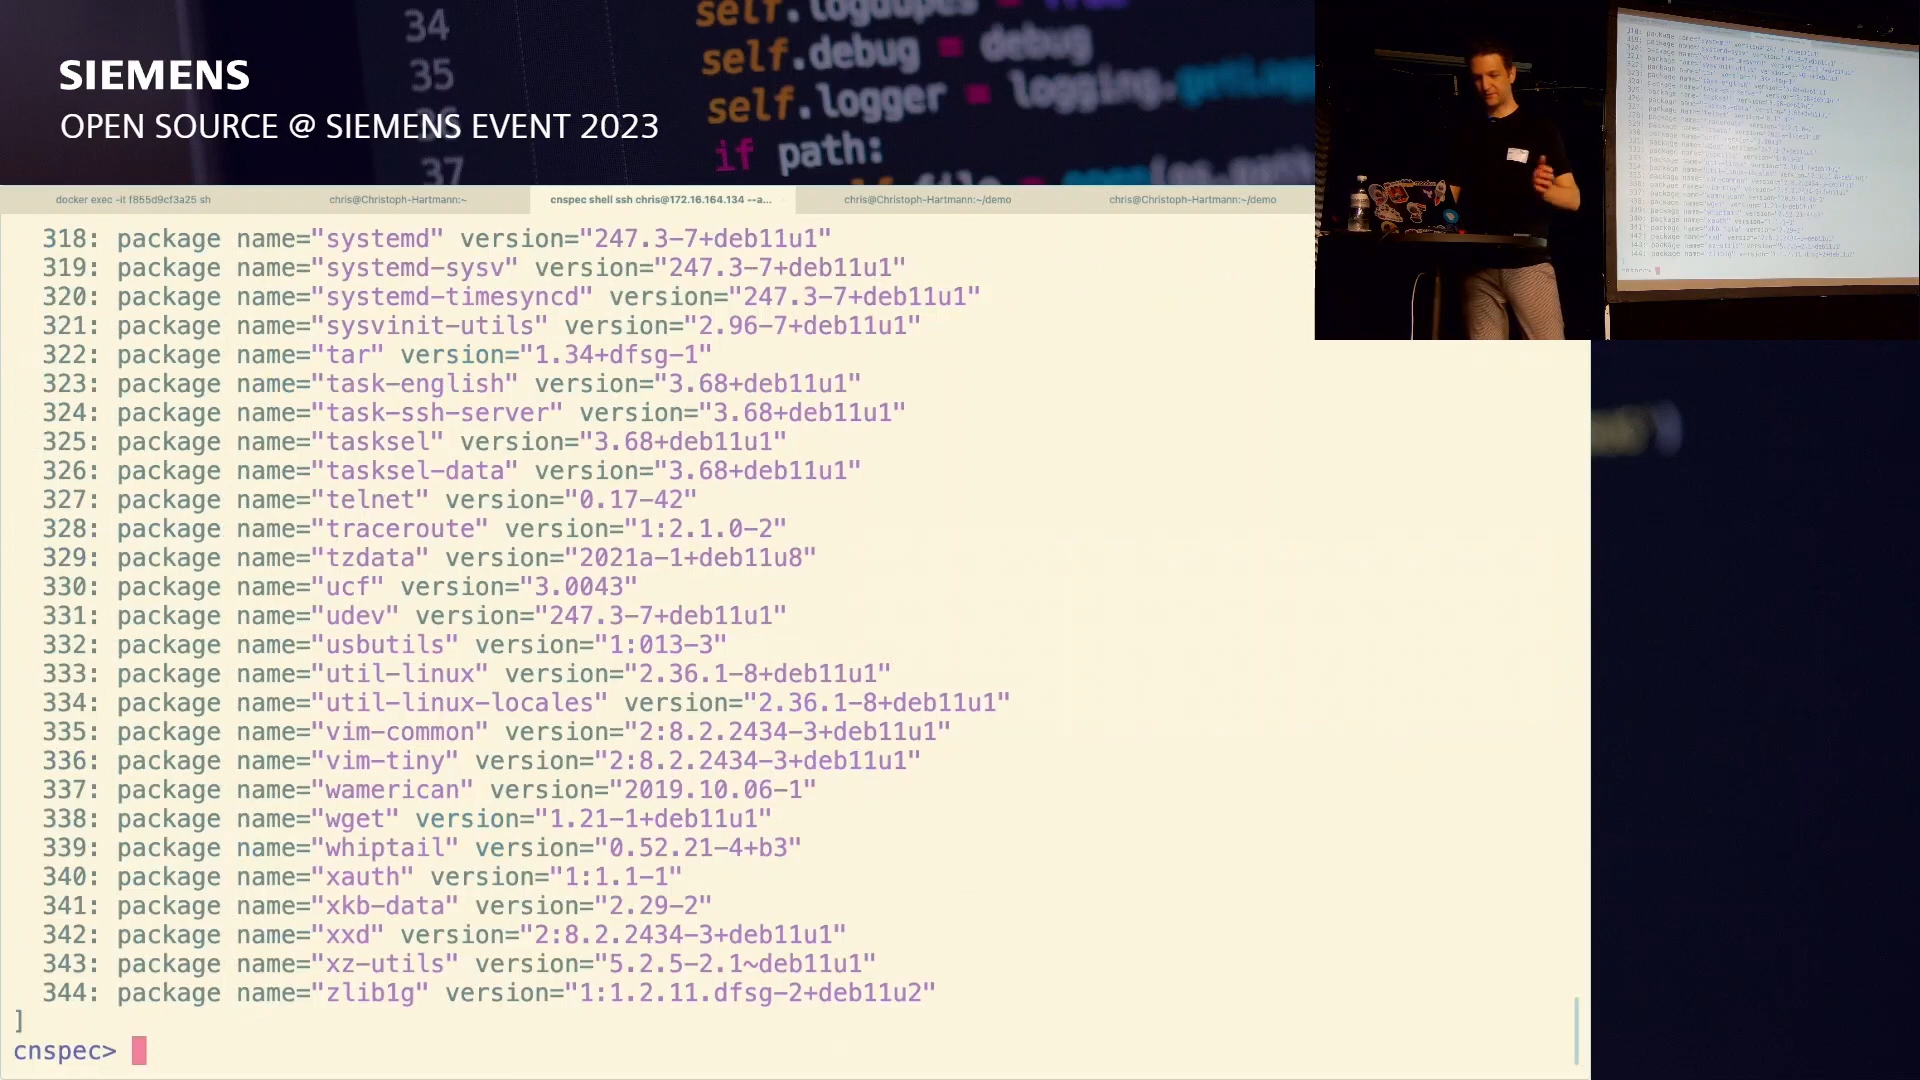 SIEMENS
OPEN SOURCE @ SIEMENS EVENT 2023
34
35
36
37
self.debug = debug
self.logger = logging.
if path:
docker exec -it f855d9cf3a25 sh
chris@Christoph-Hartmann:~
cnspec shell ssh chris@172.16.164.134 --a...
chris@Christoph-Hartmann:~/demo
chris@Christoph-Hartmann:~/demo
318: package name="systemd" version="247.3-7+deb11u1"
319: package name="systemd-sysv" version="247.3-7+deb11u1"
320: package name="systemd-timesyncd" version="247.3-7+deb11u1"
321: package name="sysvinit-utils" version="2.96-7+deb11u1"
322: package name="tar" version="1.34+dfsg-1"
323: package name="task-english" version="3.68+deb11u1"
324: package name="task-ssh-server" version="3.68+deb11u1"
325: package name="tasksel" version="3.68+deb11u1"
326: package name="tasksel-data" version="3.68+deb11u1"
327: package name="telnet" version="0.17-42"
328: package name="traceroute" version="1:2.1.0-2"
329: package name="tzdata" version="2021a-1+deb11u8"
330: package name="ucf" version="3.0043"
331: package name="udev" version="247.3-7+deb11u1"
332: package name="usbutils" version="1:013-3"
333: package name="util-linux" version="2.36.1-8+deb11u1"
334: package name="util-linux-locales" version="2.36.1-8+deb11u1"
335: package name="vim-common" version="2:8.2.2434-3+deb11u1"
336: package name="vim-tiny" version="2:8.2.2434-3+deb11u1"
337: package name="wamerican" version="2019.10.06-1"
338: package name="wget" version="1.21-1+deb11u1"
339: package name="whiptail" version="0.52.21-4+b3"
340: package name="xauth" version="1:1.1-1"
341: package name="xkb-data" version="2.29-2"
342: package name="xxd" version="2:8.2.2434-3+deb11u1"
343: package name="xz-utils" version="5.2.5-2.1~deb11u1"
344: package name="zlib1g" version="1:1.2.11.dfsg-2+deb11u2"
]
cnspec>